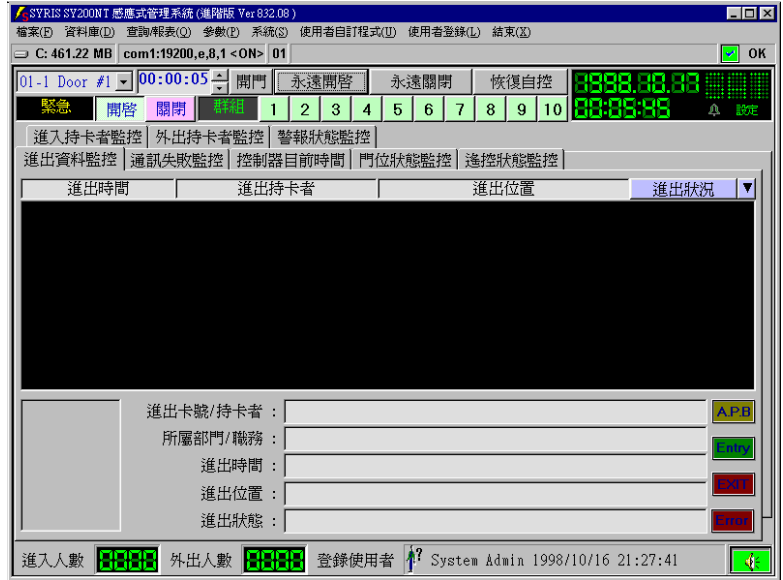 SYRIS SY200NT 感應式管理系統 (進階版 Ver 832.08 )
檔案(F) 資料庫(D) 查詢/報表(Q) 參數(P) 系統(S) 使用者自訂程式(U) 使用者登錄(L) 結束(X)
C: 461.22 MB com1:19200,e,8,1 <ON> 01 OK
01-1 Door #1 00:00:05 開門 永遠開啓 永遠關閉 恢復自控
緊急 開啓 關閉 群組 1 2 3 4 5 6 7 8 9 10 設定
進入持卡者監控 外出持卡者監控 警報狀態監控
進出資料監控 通訊失敗監控 控制器目前時間 門位狀態監控 遙控狀態監控
進出時間 進出持卡者 進出位置 進出狀況
進出卡號/持卡者 : A.P.B
所屬部門/職務 : Entry
進出時間 :
進出位置 : EXIT
進出狀態 : Error
進入人數 8888 外出人數 8888 登錄使用者 System Admin 1998/10/16 21:27:41